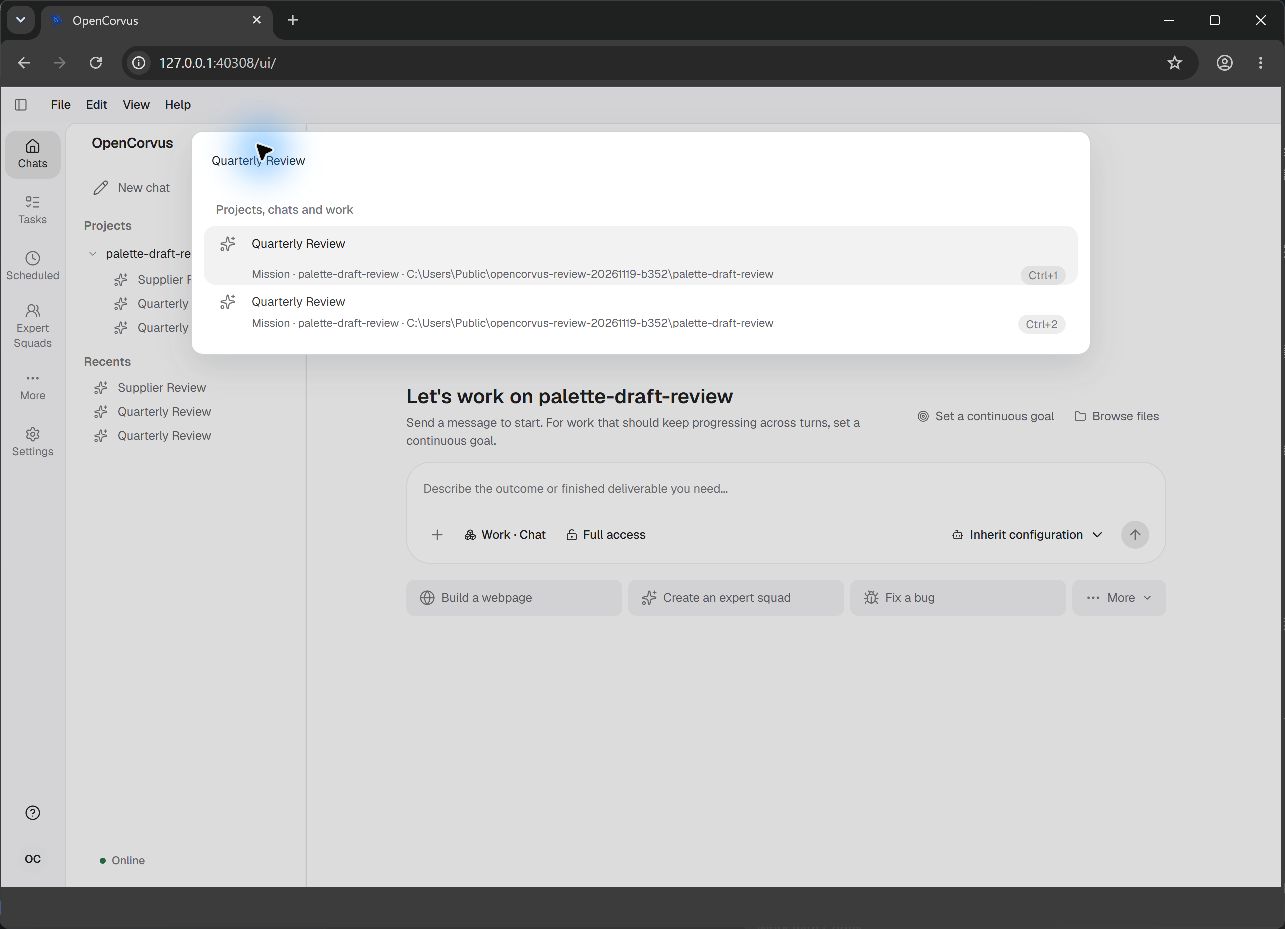 OpenCorvus
127.0.0.1:40308/ui/
File Edit View Help
Chats
Tasks
Scheduled
Expert
Squads
More
Settings
OC
OpenCorvus
New chat
Projects
palette-draft-re
Supplier R
Quarterly
Quarterly
Recents
Supplier Review
Quarterly Review
Quarterly Review
Online
Quarterly Review
Projects, chats and work
Quarterly Review
Mission · palette-draft-review · C:\Users\Public\opencorvus-review-20261119-b352\palette-draft-review
Ctrl+1
Quarterly Review
Mission · palette-draft-review · C:\Users\Public\opencorvus-review-20261119-b352\palette-draft-review
Ctrl+2
Let's work on palette-draft-review
Send a message to start. For work that should keep progressing across turns, set a
continuous goal.
Set a continuous goal
Browse files
Describe the outcome or finished deliverable you need...
Work · Chat
Full access
Inherit configuration
Build a webpage
Create an expert squad
Fix a bug
More